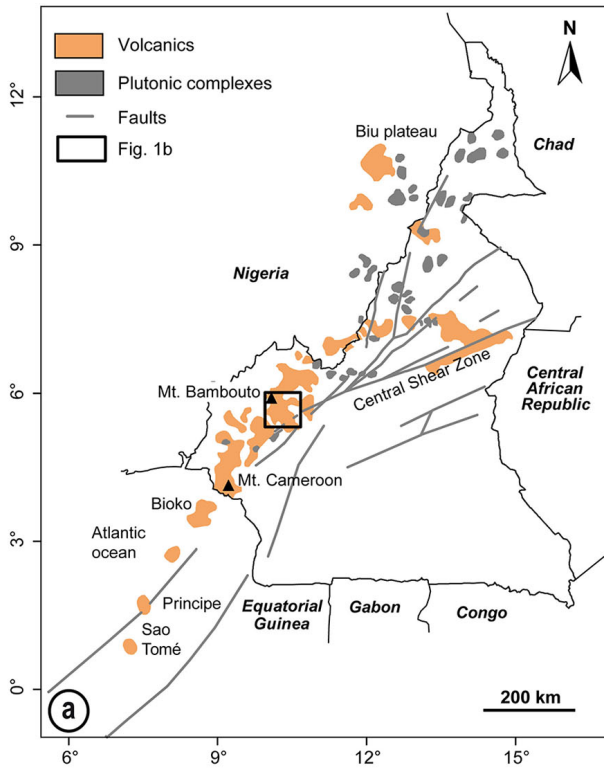 Volcanics
Plutonic complexes
Faults
Fig. 1b
N
Biu plateau
Chad
Nigeria
Mt. Bambouto
Central Shear Zone
Central
African
Republic
Mt. Cameroon
Bioko
Atlantic
ocean
Principe
Sao
Tomé
Equatorial
Guinea
Gabon
Congo
a
200 km
12°
9°
6°
3°
0°
6°
9°
12°
15°